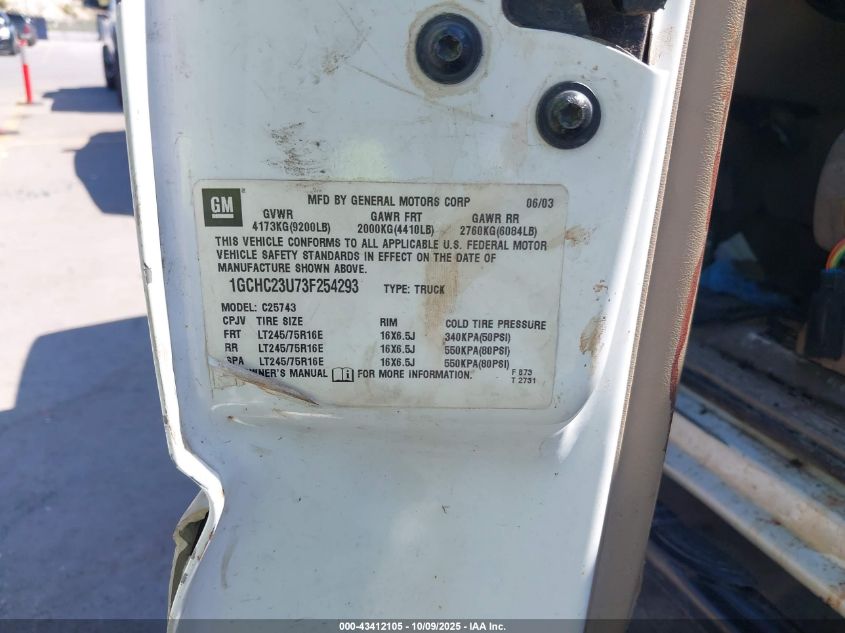 GM
MFD BY GENERAL MOTORS CORP 06/03
GVWR GAWR FRT GAWR RR
4173KG(9200LB) 2000KG(4410LB) 2760KG(6084LB)
THIS VEHICLE CONFORMS TO ALL APPLICABLE U.S. FEDERAL MOTOR
VEHICLE SAFETY STANDARDS IN EFFECT ON THE DATE OF
MANUFACTURE SHOWN ABOVE.
1GCHC23U73F254293 TYPE: TRUCK
MODEL: C25743
CPJV TIRE SIZE RIM COLD TIRE PRESSURE
FRT LT245/75R16E 16X6.5J 340KPA(50PSI)
RR LT245/75R16E 16X6.5J 550KPA(80PSI)
SPA LT245/75R16E 16X6.5J 550KPA(80PSI)
WNER'S MANUAL FOR MORE INFORMATION. F 873
T 2731
000-43412105 - 10/09/2025 - IAA Inc.